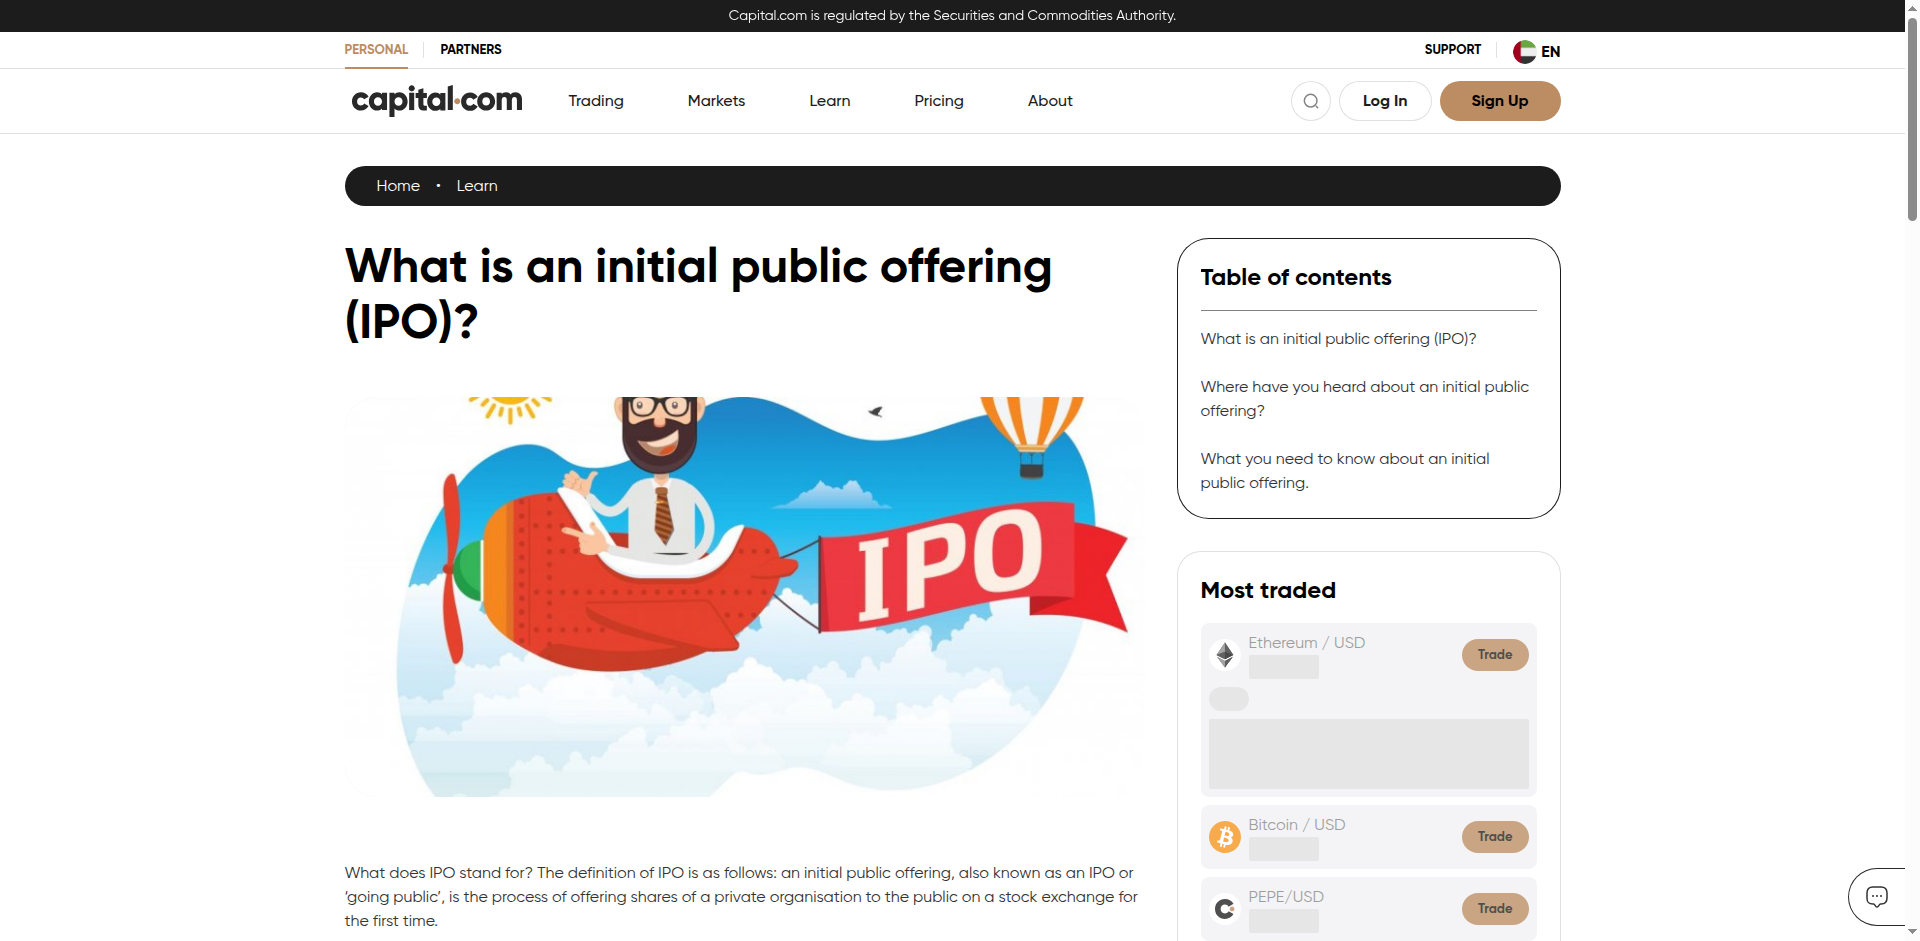 Capital.com is regulated by the Securities and Commodities Authority.
PERSONAL PARTNERS SUPPORT EN
capital.com Trading Markets Learn Pricing About Log In Sign Up
Home • Learn
What is an initial public offering
(IPO)?
IPO
What does IPO stand for? The definition of IPO is as follows: an initial public offering, also known as an IPO or
‘going public’, is the process of offering shares of a private organisation to the public on a stock exchange for
the first time.
Table of contents
What is an initial public offering (IPO)?
Where have you heard about an initial public
offering?
What you need to know about an initial
public offering.
Most traded
Ethereum / USD Trade
Bitcoin / USD Trade
PEPE/USD Trade